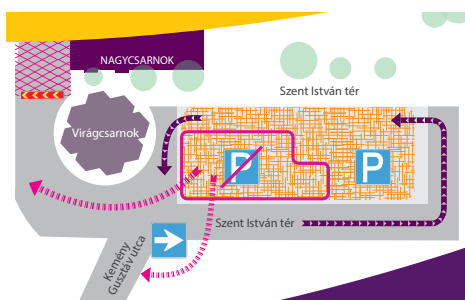 NAGYCSARNOK
Szent István tér
Virágcsarnok
P
P
Szent István tér
Kemény
Gusztáv utca